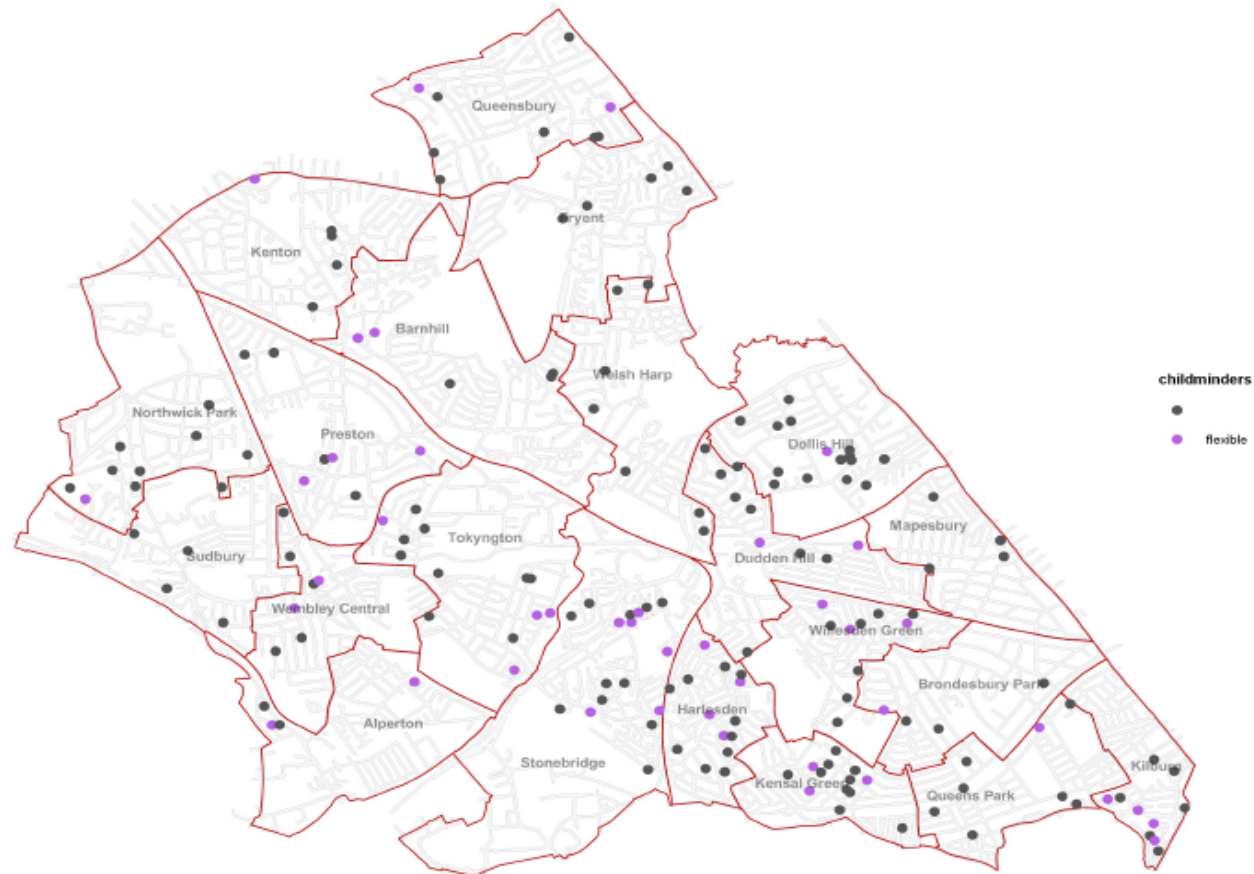 Queensbury
Fryent
Kenton
Barnhill
Welsh Harp
Northwick Park
Preston
Dollis Hill
Mapesbury
Tokyngton
Sudbury
Dudden Hill
Wembley Central
Willesden Green
Brondesbury Park
Alperton
Harlesden
Stonebridge
Kensal Green
Queens Park
Kilburn
childminders
flexible